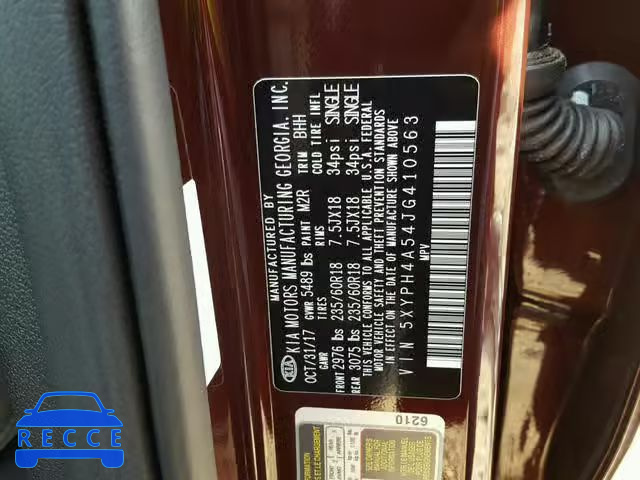 MANUFACTURED BY
KIA KIA MOTORS MANUFACTURING GEORGIA, INC.
OCT/31/17 GVWR 5489 lbs PAINT M2R TRIM BHH
GAWR TIRES RIMS COLD TIRE INFL
FRONT 2976 lbs 235/60R18 7.5JX18 34psi SINGLE
REAR 3075 lbs 235/60R18 7.5JX18 34psi SINGLE
THIS VEHICLE CONFORMS TO ALL APPLICABLE U.S.A. FEDERAL
MOTOR VEHICLE SAFETY AND THEFT PREVENTION STANDARDS
IN EFFECT ON THE DATE OF MANUFACTURE SHOWN ABOVE
VIN 5XYPH4A54JG410563
MPV
6210
RECCE